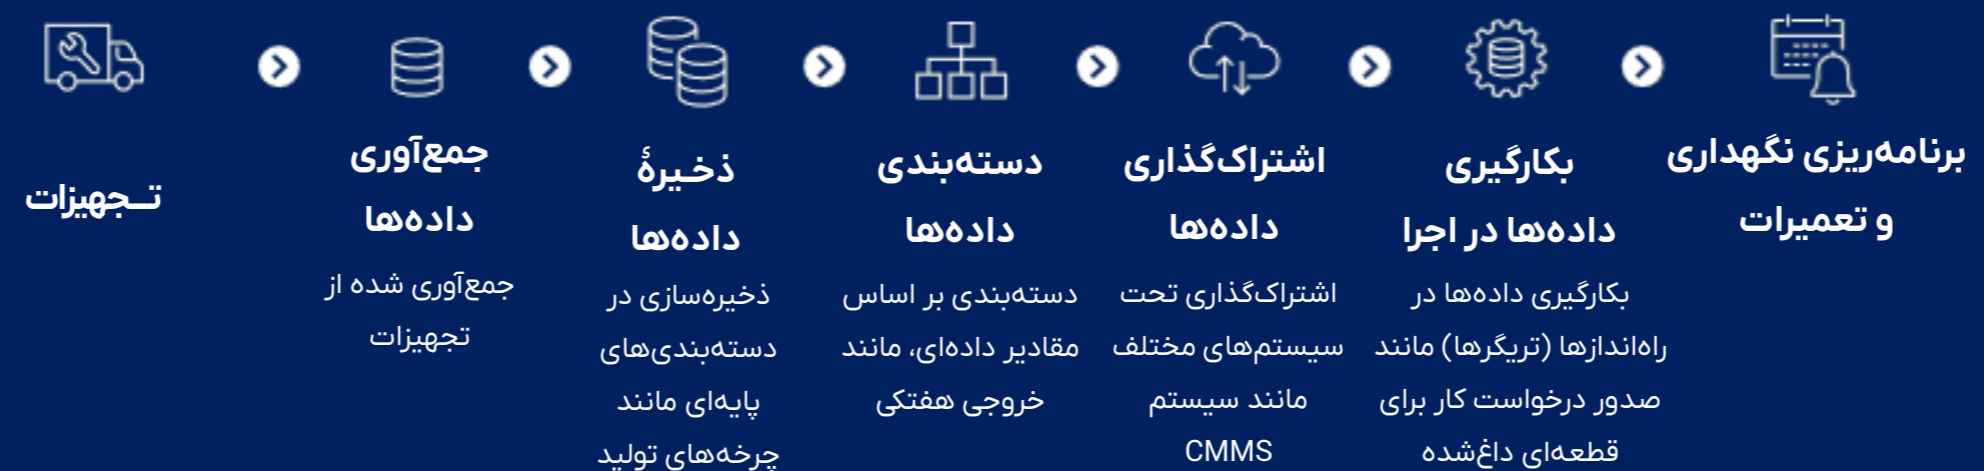 تـجهیزات
جمع‌آوری
داده‌ها
جمع‌آوری شده از
تجهیزات
ذخـیرۀ
داده‌ها
ذخیره‌سازی در
دسته‌بندی‌های
پایه‌ای مانند
چرخه‌های تولید
دسته‌بندی
داده‌ها
دسته‌بندی بر اساس
مقادیر داده‌ای، مانند
خروجی هفتکی
اشتراک‌گذاری
داده‌ها
اشتراک‌گذاری تحت
سیستم‌های مختلف
مانند سیستم
CMMS
بکارگیری
داده‌ها در اجرا
بکارگیری داده‌ها در
راه‌اندازها (تریگرها) مانند
صدور درخواست کار برای
قطعه‌ای داغ‌شده
برنامه‌ریزی نگهداری
و تعمیرات